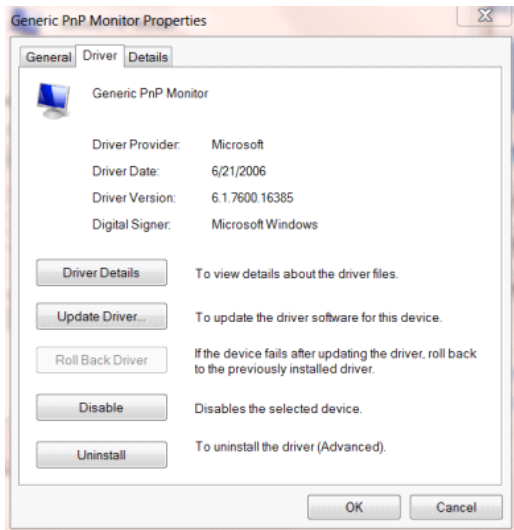 Generic PnP Monitor Properties
General Driver Details
Generic PnP Monitor
Driver Provider: Microsoft
Driver Date: 6/21/2006
Driver Version: 6.1.7600.16385
Digital Signer: Microsoft Windows
Driver Details To view details about the driver files.
Update Driver... To update the driver software for this device.
Roll Back Driver If the device fails after updating the driver, roll back
to the previously installed driver.
Disable Disables the selected device.
Uninstall To uninstall the driver (Advanced).
OK Cancel